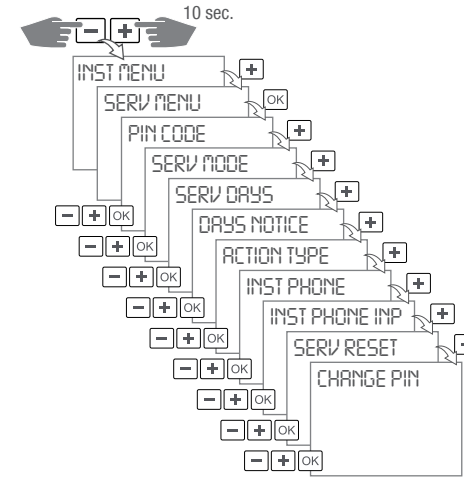 10 sec.
INST MENU
SERV MENU
OK
PIN CODE
SERV MODE
SERV DAYS
OK
DAYS NOTICE
OK
ACTION TYPE
OK
INST PHONE
OK
INST PHONE INP
OK
SERV RESET
OK
CHANGE PIN
OK
OK
OK